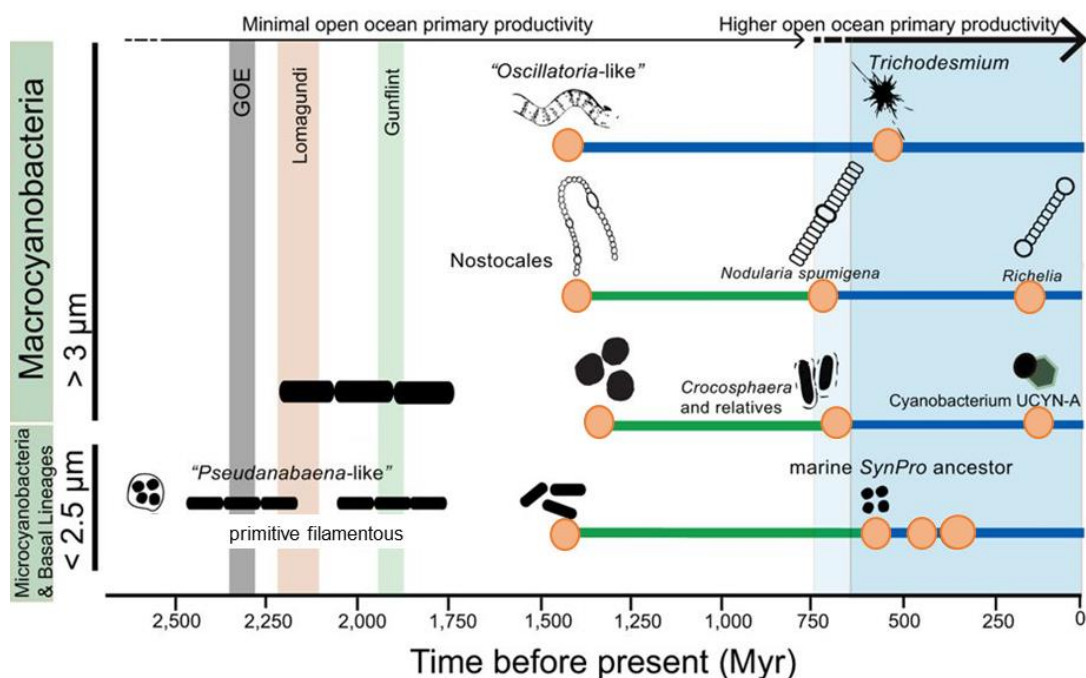 Minimal open ocean primary productivity
Higher open ocean primary productivity
Macrocyanobacteria
> 3 µm
GOE
Lomagundi
Gunflint
"Oscillatoria-like"
Trichodesmium
Nostocales
Nodularia spumigena
Richelia
Crocosphaera
and relatives
Cyanobacterium UCYN-A
Microcyanobacteria
& Basal Lineages
< 2.5 µm
"Pseudanabaena-like"
primitive filamentous
marine SynPro ancestor
2,500 2,250 2,000 1,750 1,500 1,250 1,000 750 500 250 0
Time before present (Myr)